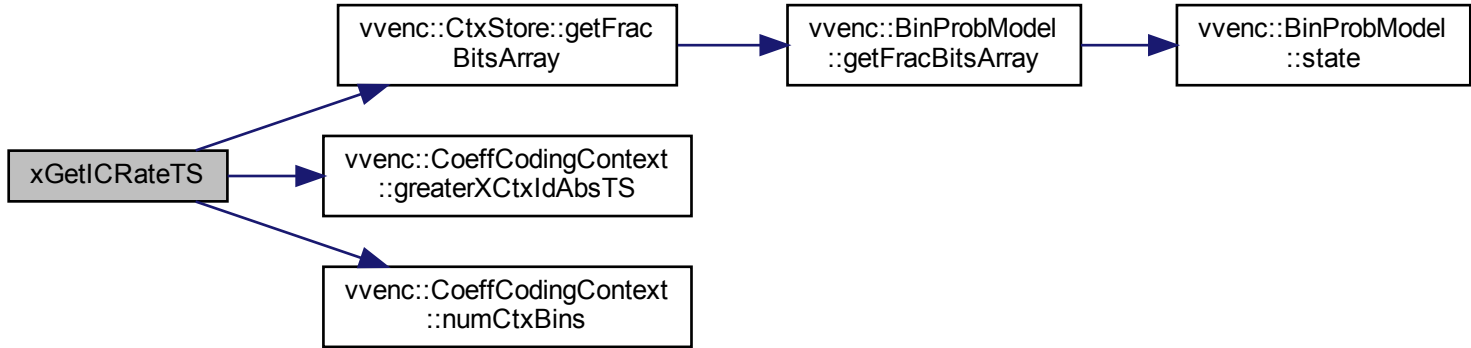 xGetICRateTS
vvenc::CtxStore::getFrac
BitsArray
vvenc::BinProbModel
::getFracBitsArray
vvenc::BinProbModel
::state
vvenc::CoeffCodingContext
::greaterXCtxIdAbsTS
vvenc::CoeffCodingContext
::numCtxBins